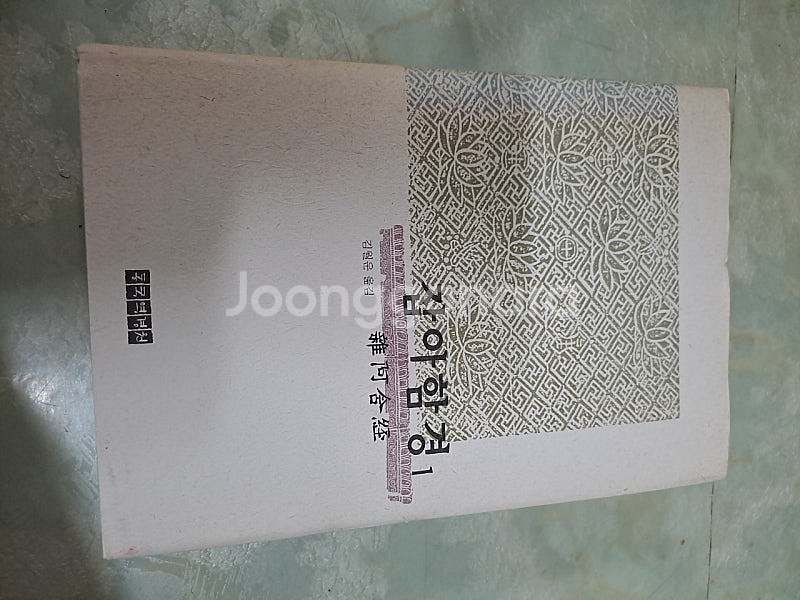 잡아함경 1
雜阿含經
김월운 옮김
동국역경원